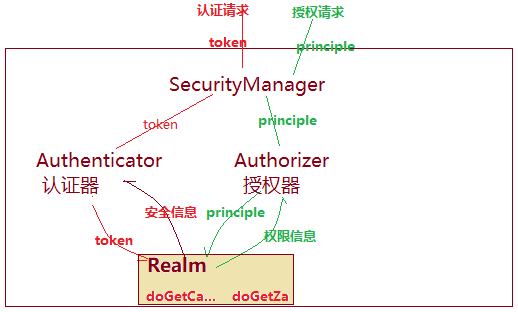 认证请求
授权请求
token
principle
SecurityManager
token
principle
Authenticator
Authorizer
认证器
授权器
安全信息
principle
token
权限信息
Realm
doGetCa...
doGetZa